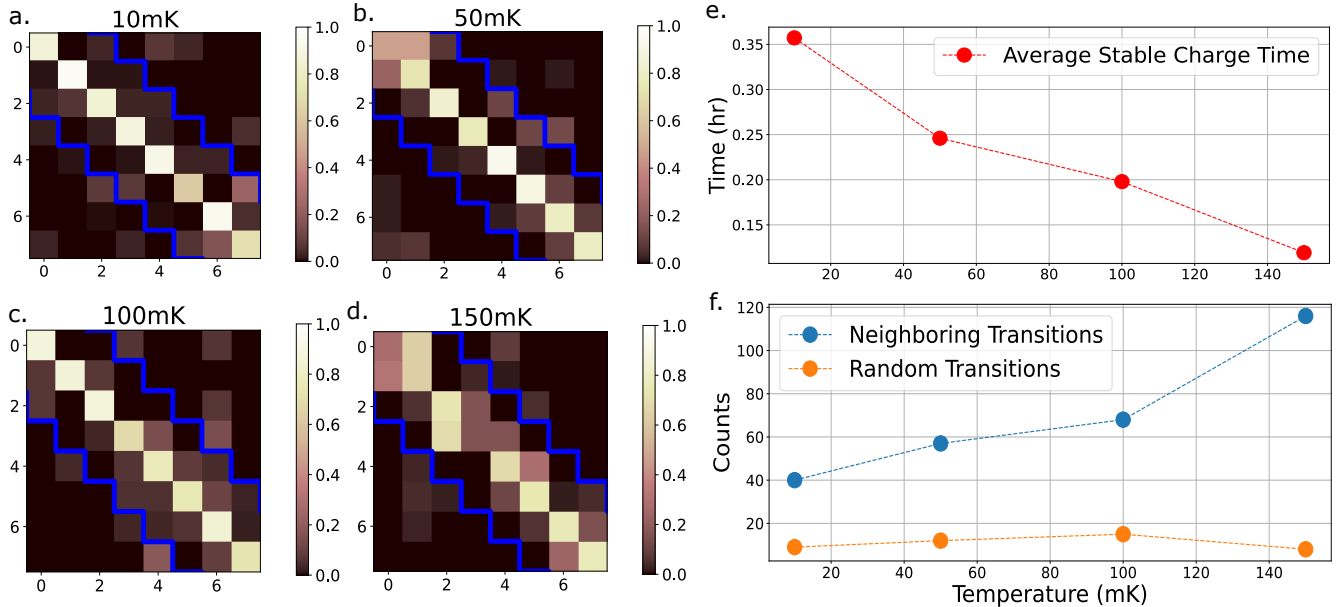 a.
10mK
0
2
4
6
0 2 4 6
1.0
0.8
0.6
0.4
0.2
0.0
b.
50mK
0
2
4
6
0 2 4 6
1.0
0.8
0.6
0.4
0.2
0.0
c.
100mK
0
2
4
6
0 2 4 6
1.0
0.8
0.6
0.4
0.2
0.0
d.
150mK
0
2
4
6
0 2 4 6
1.0
0.8
0.6
0.4
0.2
0.0
e.
Average Stable Charge Time
Time (hr)
0.35
0.25
0.20
0.15
20 40 60 80 100 120 140
f.
Neighboring Transitions
Random Transitions
Counts
120
100
80
60
40
20
20 40 60 80 100 120 140
Temperature (mK)